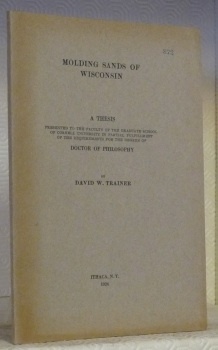 MOLDING SANDS OF
WISCONSIN
A THESIS
PRESENTED TO THE FACULTY OF THE GRADUATE SCHOOL
OF CORNELL UNIVERSITY IN PARTIAL FULFILLMENT
OF THE REQUIREMENTS FOR THE DEGREE OF
DOCTOR OF PHILOSOPHY
BY
DAVID W. TRAINER
ITHACA, N. Y.